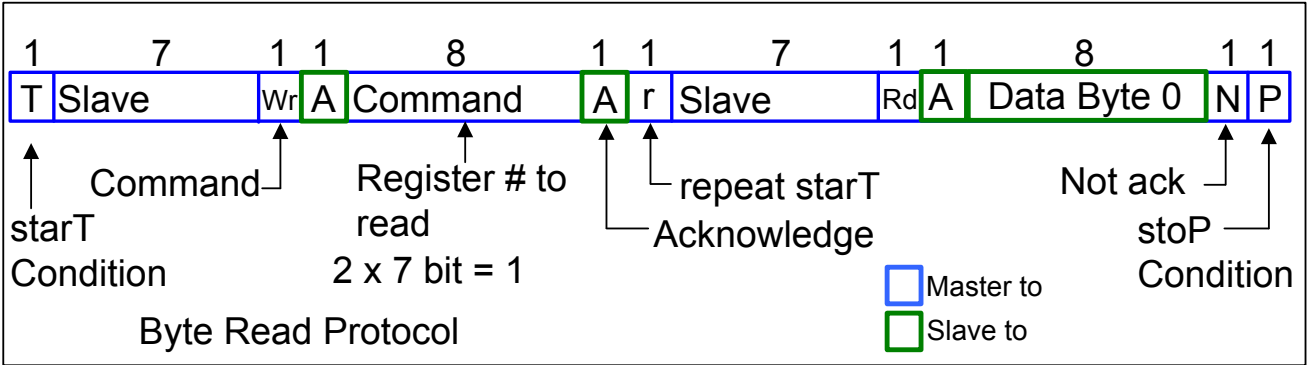 1 7 1 1 8 1 1 7 1 1 8 1 1
T Slave Wr A Command A r Slave Rd A Data Byte 0 N P
Command
Register # to
read
2 x 7 bit = 1
repeat starT
Acknowledge
Not ack
starT
Condition
stoP
Condition
Master to
Slave to
Byte Read Protocol